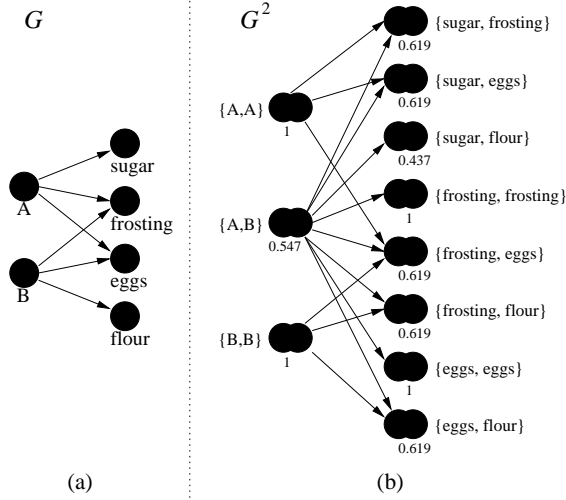 G
sugar
A
frosting
eggs
B
flour
(a)
G²
{sugar, frosting}
0.619
{sugar, eggs}
0.619
{A,A}
1
{sugar, flour}
0.437
{frosting, frosting}
1
{A,B}
0.547
{frosting, eggs}
0.619
{frosting, flour}
0.619
{B,B}
1
{eggs, eggs}
1
{eggs, flour}
0.619
(b)